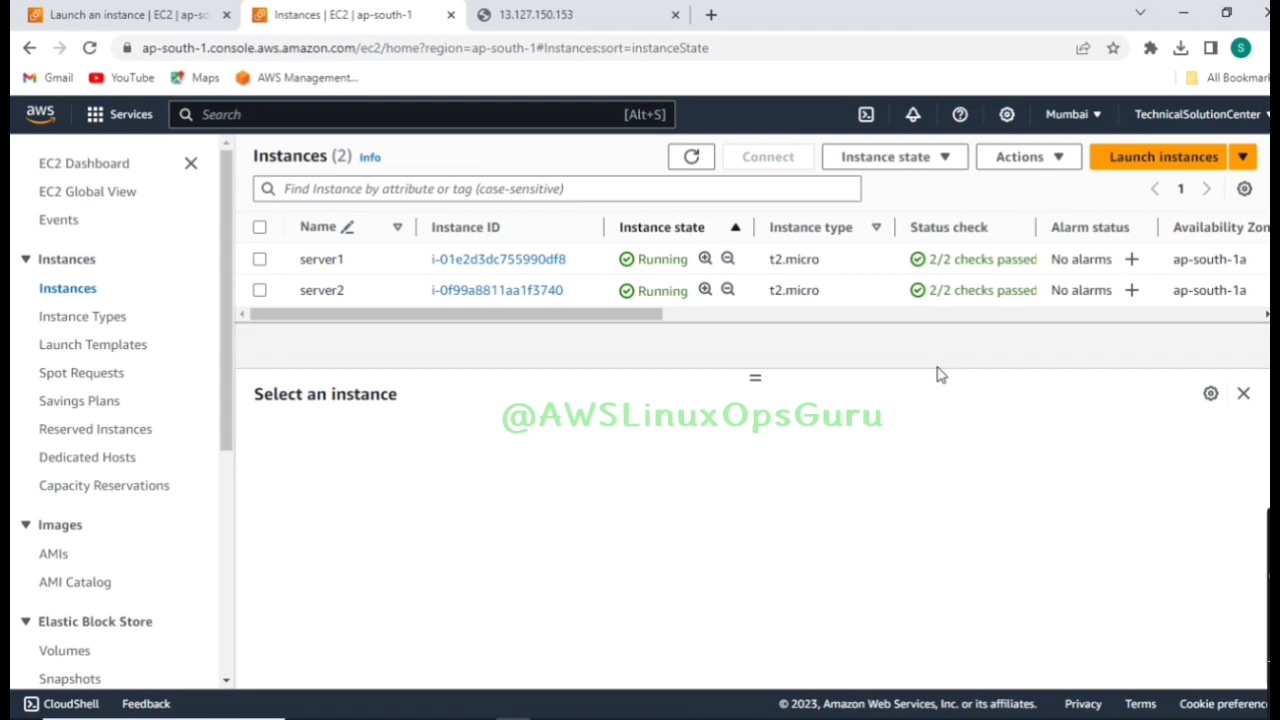 Launch an instance | EC2 | ap-so
Instances | EC2 | ap-south-1
13.127.150.153
ap-south-1.console.aws.amazon.com/ec2/home?region=ap-south-1#Instances:sort=instanceState
S
Gmail
YouTube
Maps
AWS Management...
All Bookmar
aws
Services
Search
[Alt+S]
Mumbai
TechnicalSolutionCenter
EC2 Dashboard
EC2 Global View
Events
Instances
Instances
Instance Types
Launch Templates
Spot Requests
Savings Plans
Reserved Instances
Dedicated Hosts
Capacity Reservations
Images
AMIs
AMI Catalog
Elastic Block Store
Volumes
Snapshots
Instances (2) Info
Connect
Instance state
Actions
Launch instances
Find Instance by attribute or tag (case-sensitive)
1
Name Instance ID Instance state Instance type Status check Alarm status Availability Zon
server1 i-01e2d3dc755990df8 Running t2.micro 2/2 checks passed No alarms + ap-south-1a
server2 i-0f99a8811aa1f3740 Running t2.micro 2/2 checks passed No alarms + ap-south-1a
Select an instance
@AWSLinuxOpsGuru
CloudShell
Feedback
© 2023, Amazon Web Services, Inc. or its affiliates.
Privacy
Terms
Cookie preferenc